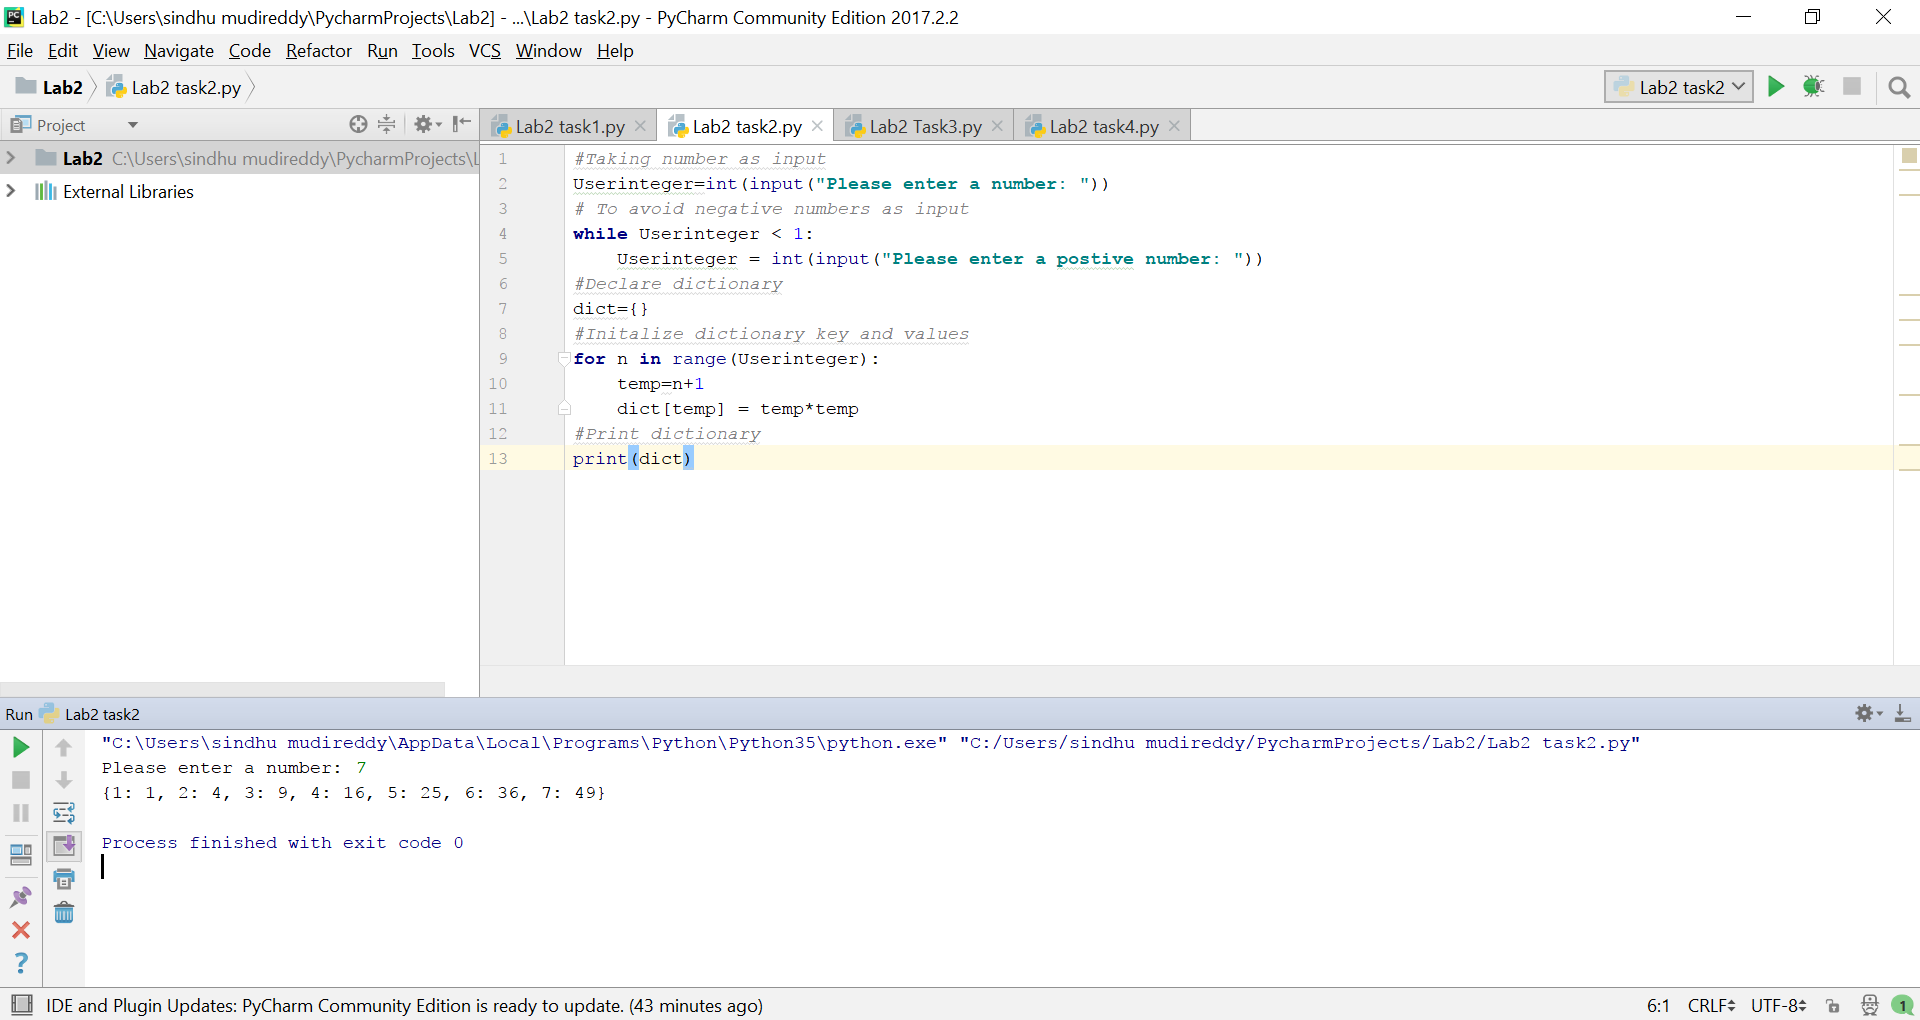 Lab2 - [C:\Users\sindhu mudireddy\PycharmProjects\Lab2] - ...\Lab2 task2.py - PyCharm Community Edition 2017.2.2
File Edit View Navigate Code Refactor Run Tools VCS Window Help
Lab2 Lab2 task2.py Lab2 task2
Project Lab2 task1.py Lab2 task2.py Lab2 Task3.py Lab2 task4.py
Lab2 C:\Users\sindhu mudireddy\PycharmProjects\L
External Libraries
1 #Taking number as input
2 Userinteger=int(input("Please enter a number: "))
3 # To avoid negative numbers as input
4 while Userinteger < 1:
5 Userinteger = int(input("Please enter a postive number: "))
6 #Declare dictionary
7 dict={}
8 #Initalize dictionary key and values
9 for n in range(Userinteger):
10 temp=n+1
11 dict[temp] = temp*temp
12 #Print dictionary
13 print(dict)
Run Lab2 task2
"C:\Users\sindhu mudireddy\AppData\Local\Programs\Python\Python35\python.exe" "C:/Users/sindhu mudireddy/PycharmProjects/Lab2/Lab2 task2.py"
Please enter a number: 7
{1: 1, 2: 4, 3: 9, 4: 16, 5: 25, 6: 36, 7: 49}
Process finished with exit code 0
IDE and Plugin Updates: PyCharm Community Edition is ready to update. (43 minutes ago) 6:1 CRLF UTF-8 1